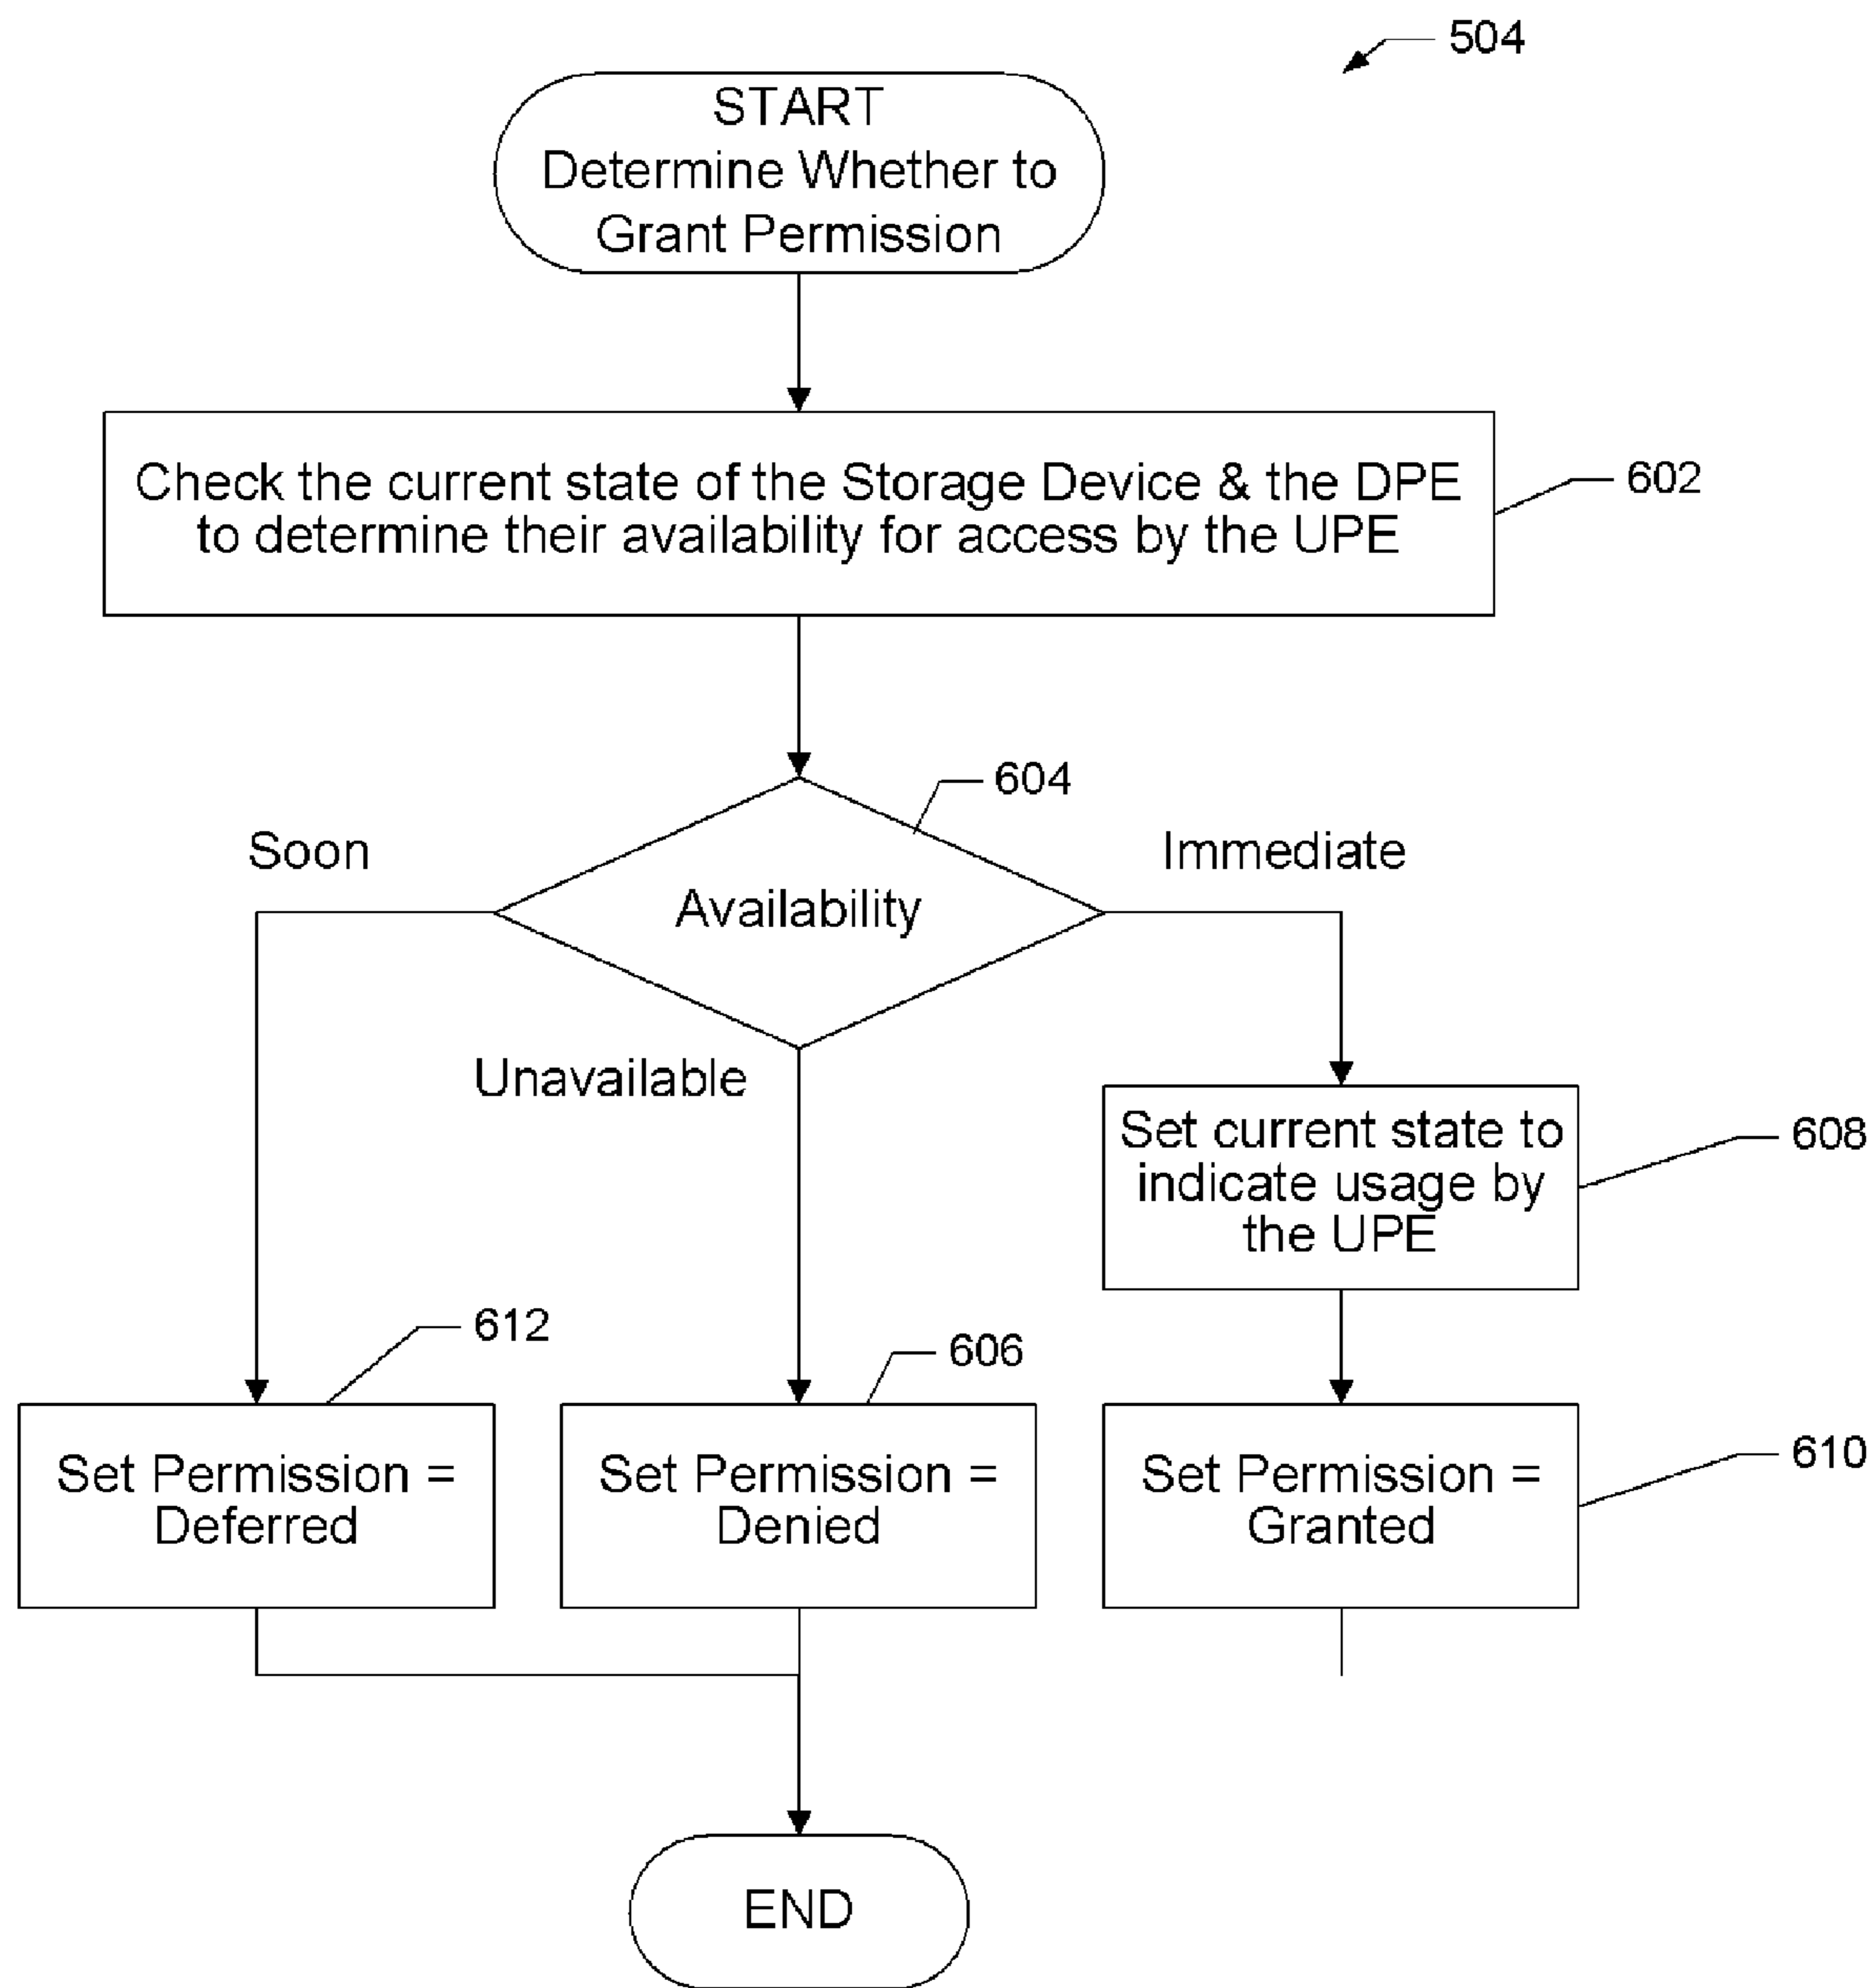 504
START
Determine Whether to
Grant Permission
Check the current state of the Storage Device & the DPE
to determine their availability for access by the UPE
602
604
Soon
Immediate
Availability
Unavailable
Set current state to
indicate usage by
the UPE
608
612
606
Set Permission =
Deferred
Set Permission =
Denied
Set Permission =
Granted
610
END